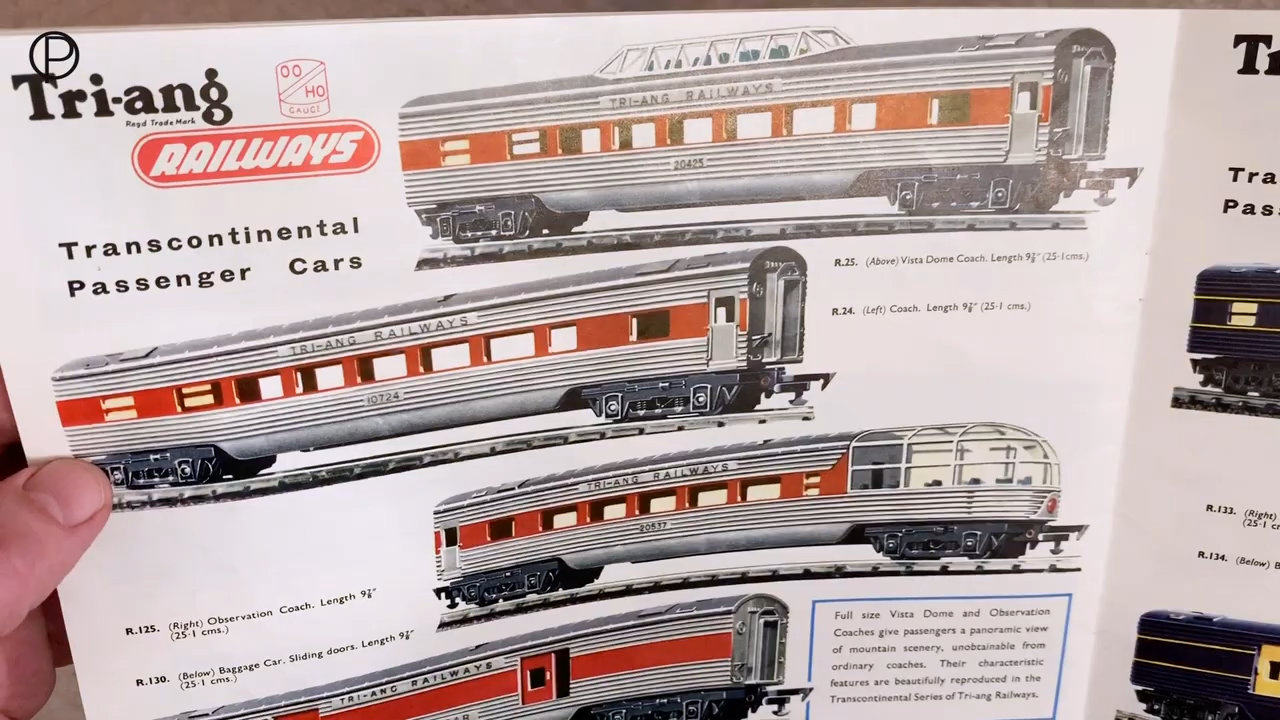 P
Tri-ang
Regd Trade Mark
OO
HO
GAUGE
RAILWAYS
Transcontinental
Passenger Cars
TRI-ANG RAILWAYS
20425
R.25. (Above) Vista Dome Coach. Length 9⅞″ (25·1cms.)
R.24. (Left) Coach. Length 9⅞″ (25·1 cms.)
TRI-ANG RAILWAYS
10724
TRI-ANG RAILWAYS
20537
R.125. (Right) Observation Coach. Length 9⅞″
(25·1 cms.)
R.130. (Below) Baggage Car. Sliding doors. Length 9⅞″
(25·1 cms.)
TRI-ANG RAILWAYS
Full size Vista Dome and Observation
Coaches give passengers a panoramic view
of mountain scenery, unobtainable from
ordinary coaches. Their characteristic
features are beautifully reproduced in the
Transcontinental Series of Tri-ang Railways.
R.133. (Right)
R.134. (Below)